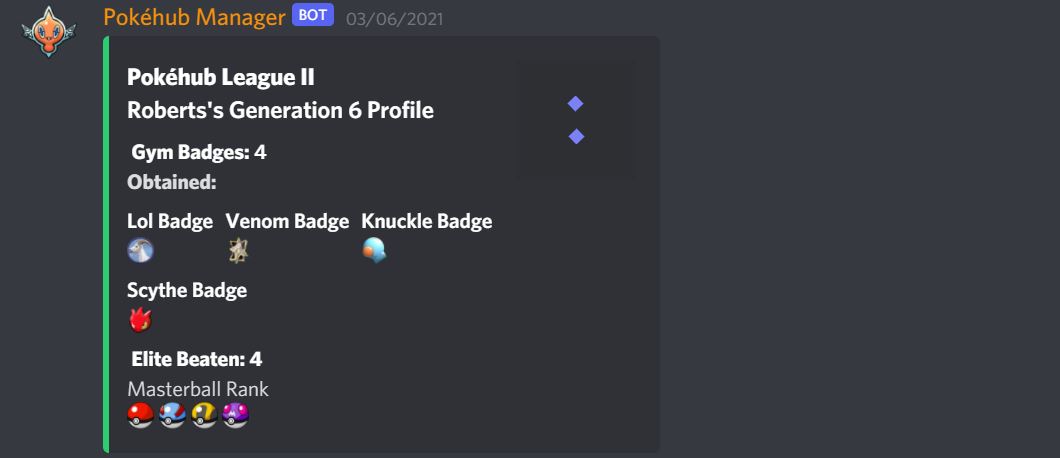 Pokéhub Manager BOT 03/06/2021
Pokéhub League II
Roberts's Generation 6 Profile
Gym Badges: 4
Obtained:
Lol Badge Venom Badge Knuckle Badge
Scythe Badge
Elite Beaten: 4
Masterball Rank